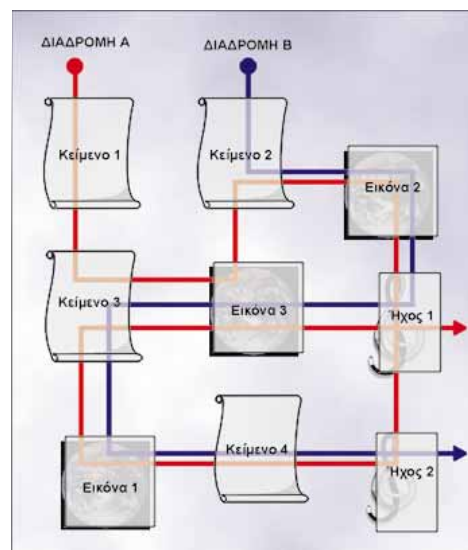 ΔΙΑΔΡΟΜΗ Α
ΔΙΑΔΡΟΜΗ Β
Κείμενο 1
Κείμενο 2
Εικόνα 2
Κείμενο 3
Εικόνα 3
Ήχος 1
Κείμενο 4
Εικόνα 1
Ήχος 2